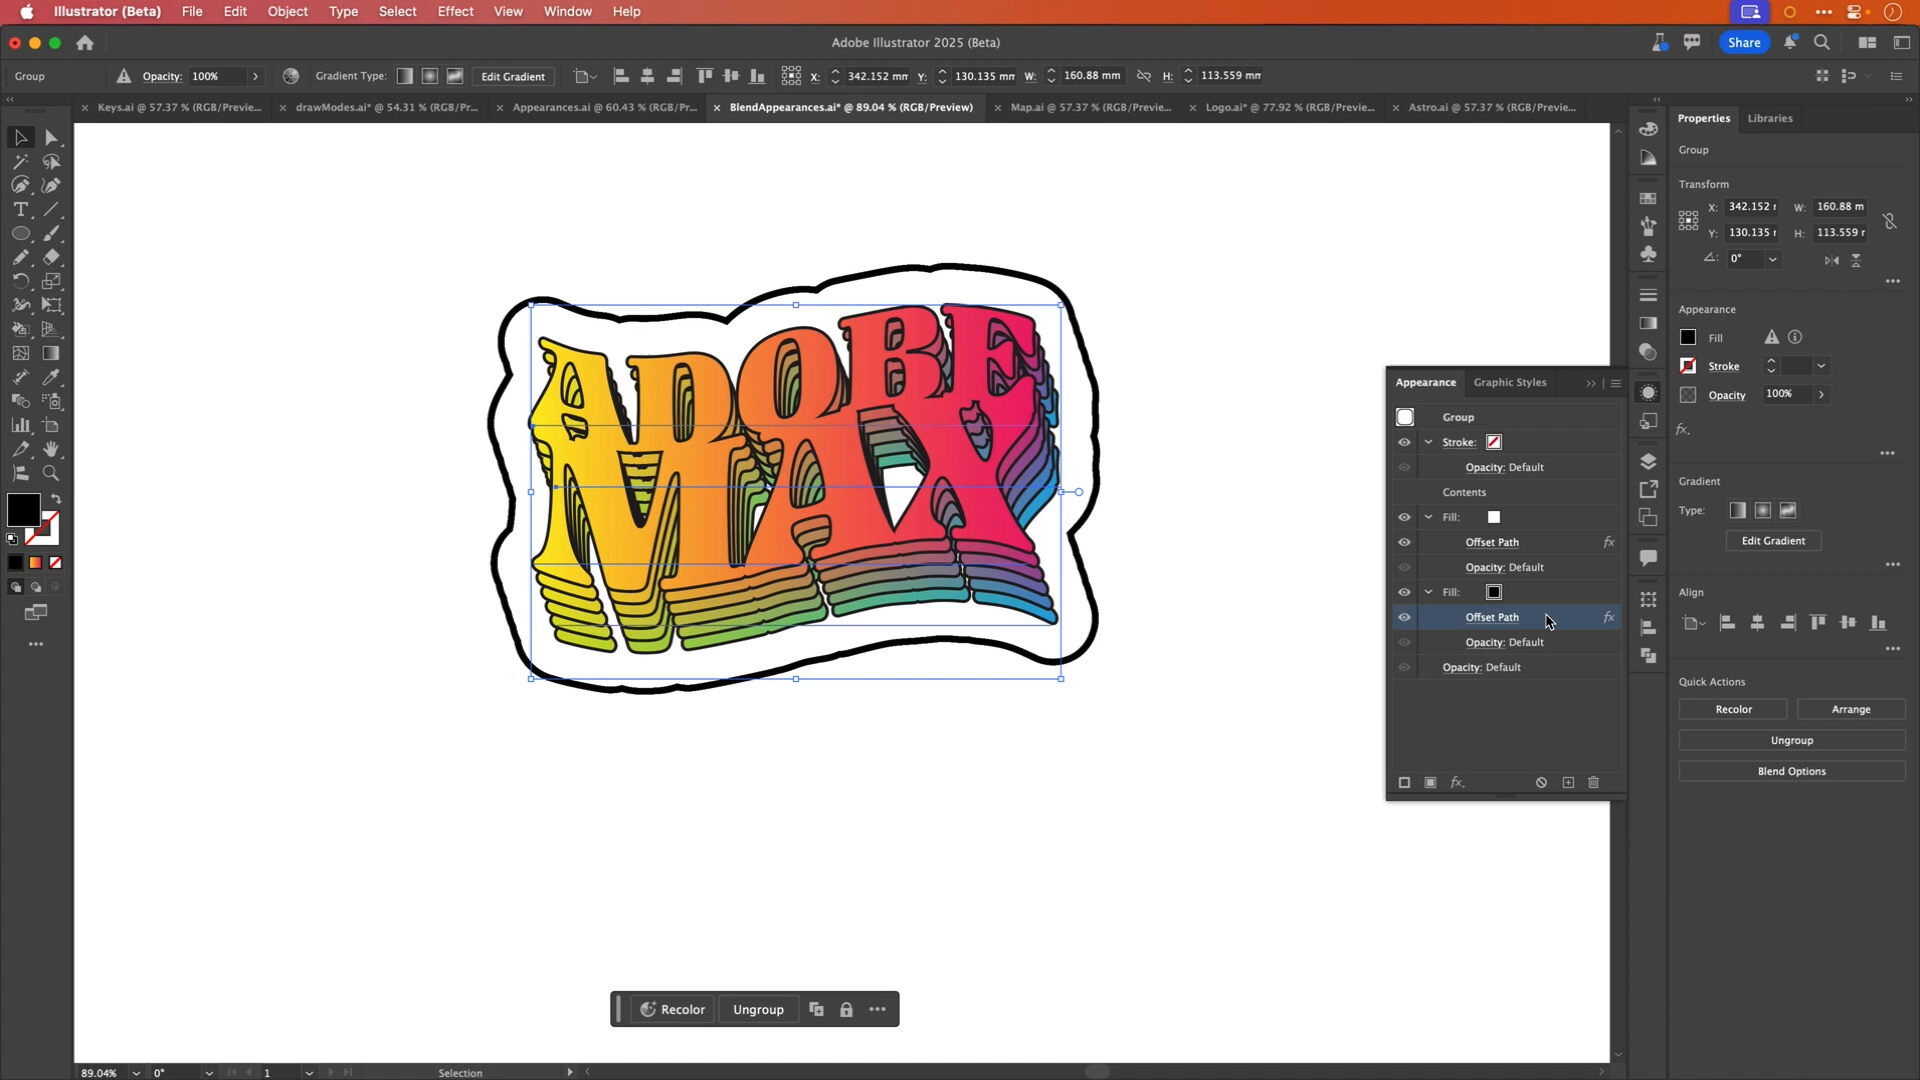 Illustrator (Beta) File Edit Object Type Select Effect View Window Help
Adobe Illustrator 2025 (Beta)
Share
Group Opacity: 100% Gradient Type: Edit Gradient X: 342.152 mm Y: 130.135 mm W: 160.88 mm H: 113.559 mm
Keys.ai @ 57.37 % (RGB/Previe... drawModes.ai* @ 54.31 % (RGB/Pr... Appearances.ai @ 60.43 % (RGB/Pr... BlendAppearances.ai* @ 89.04 % (RGB/Preview) Map.ai @ 57.37 % (RGB/Previe... Logo.ai* @ 77.92 % (RGB/Previe... Astro.ai @ 57.37 % (RGB/Previe...
ADOBE
MAX
Appearance Graphic Styles
Group
Stroke:
Opacity: Default
Contents
Fill:
Offset Path fx
Opacity: Default
Fill:
Offset Path fx
Opacity: Default
Opacity: Default
fx.
Properties Libraries
Group
Transform
X: 342.152 r W: 160.88 m
Y: 130.135 r H: 113.559 r
0°
Appearance
Fill
Stroke
Opacity 100%
fx.
Gradient
Type:
Edit Gradient
Align
Quick Actions
Recolor Arrange
Ungroup
Blend Options
Recolor Ungroup
89.04% 0° 1 Selection